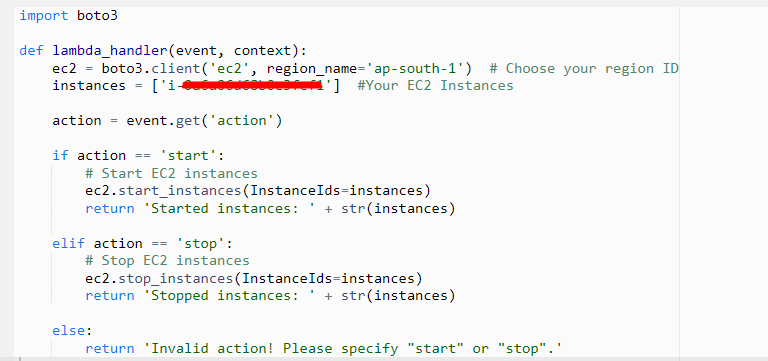 import boto3
def lambda_handler(event, context):
    ec2 = boto3.client('ec2', region_name='ap-south-1')  # Choose your region ID
    instances = ['i-']  #Your EC2 Instances
    action = event.get('action')
    if action == 'start':
        # Start EC2 instances
        ec2.start_instances(InstanceIds=instances)
        return 'Started instances: ' + str(instances)
    elif action == 'stop':
        # Stop EC2 instances
        ec2.stop_instances(InstanceIds=instances)
        return 'Stopped instances: ' + str(instances)
    else:
        return 'Invalid action! Please specify "start" or "stop".'